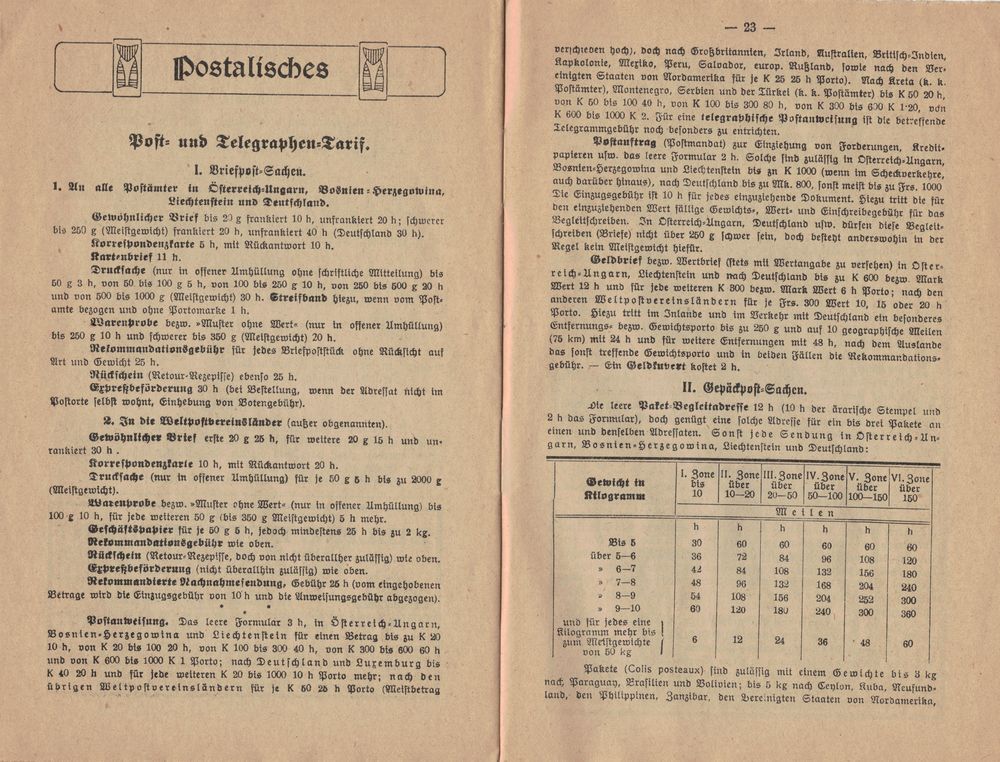 Postalisches
Post- und Telegraphen-Tarif.
I. Briefpost-Sachen.
1. An alle Postämter in Österreich-Ungarn, Bosnien-Herzegowina,
Liechtenstein und Deutschland.
Gewöhnlicher Brief bis 20 g frankiert 10 h, unfrankiert 20 h; schwerer
bis 250 g (Meistgewicht) frankiert 20 h, unfrankiert 40 h (Deutschland 30 h).
Korrespondenzkarte 5 h, mit Rückantwort 10 h.
Kartenbrief 11 h.
Drucksache (nur in offener Umhüllung ohne schriftliche Mitteilung) bis
50 g 3 h, von 50 bis 100 g 5 h, von 100 bis 250 g 10 h, von 250 bis 500 g 20 h
und von 500 bis 1000 g (Meistgewicht) 30 h. Streifband hiezu, wenn vom Post-
amte bezogen und ohne Portomarke 1 h.
Warenprobe bezw. »Muster ohne Wert« (nur in offener Umhüllung)
bis 250 g 10 h und schwerer bis 350 g (Meistgewicht) 20 h.
Rekommandationsgebühr für jedes Briefpoststück ohne Rücksicht auf
Art und Gewicht 25 h.
Rückschein (Retour-Rezepisse) ebenso 25 h.
Expreßbeförderung 30 h (bei Bestellung, wenn der Adressat nicht im
Postorte selbst wohnt, Einhebung von Botengebühr).
2. In die Weltpostvereinsländer (außer obgenannten).
Gewöhnlicher Brief erste 20 g 25 h, für weitere 20 g 15 h und un-
rankiert 30 h .
Korrespondenzkarte 10 h, mit Rückantwort 20 h.
Drucksache (nur in offener Umhüllung) für je 50 g 5 h bis zu 2000 g
(Meistgewicht).
Warenprobe bezw. »Muster ohne Wert« (nur in offener Umhüllung) bis
100 g 10 h, für jede weiteren 50 g (bis 350 g Meistgewicht) 5 h mehr.
Geschäftspapier für je 50 g 5 h, jedoch mindestens 25 h bis zu 2 kg.
Rekommandationsgebühr wie oben.
Rückschein (Retour-Rezepisse, doch von nicht überallher zulässig) wie oben.
Expreßbeförderung (nicht überallhin zulässig) wie oben.
Rekommandierte Nachnahmesendung, Gebühr 25 h (vom eingehobenen
Betrage wird die Einzugsgebühr von 10 h und die Anweisungsgebühr abgezogen).
* * *
Postanweisung. Das leere Formular 3 h, in Österreich-Ungarn,
Bosnien-Herzegowina und Liechtenstein für einen Betrag bis zu K 20
10 h, von K 20 bis 100 20 h, von K 100 bis 300 40 h, von K 300 bis 600 60 h
und von K 600 bis 1000 K 1 Porto; nach Deutschland und Luxemburg bis
K 40 20 h und für jede weiteren K 20 bis 1000 10 h Porto mehr; nach den
übrigen Weltpostvereinsländern für je K 50 25 h Porto (Meistbetrag
— 23 —
verschieden hoch), doch nach Großbritannien, Irland, Australien, Britisch-Indien,
Kapkolonie, Mexiko, Peru, Salvador, europ. Rußland, sowie nach den Ver-
einigten Staaten von Nordamerika für je K 25 25 h Porto). Nach Kreta (k. k.
Postämter), Montenegro, Serbien und der Türkei (k. k. Postämter) bis K 50 20 h,
von K 50 bis 100 40 h, von K 100 bis 300 80 h, von K 300 bis 600 K 1·20, von
K 600 bis 1000 K 2. Für eine telegraphische Postanweisung ist die betreffende
Telegrammgebühr noch besonders zu entrichten.
Postauftrag (Postmandat) zur Einziehung von Forderungen, Kredit-
papieren usw. das leere Formular 2 h. Solche sind zulässig in Österreich-Ungarn,
Bosnien-Herzegowina und Liechtenstein bis zu K 1000 (wenn im Scheckverkehre,
auch darüber hinaus), nach Deutschland bis zu Mk. 800, sonst meist bis zu Frs. 1000
Die Einzugsgebühr ist 10 h für jedes einzuziehende Dokument. Hiezu tritt die für
den einzuziehenden Wert fällige Gewichts-, Wert- und Einschreibegebühr für das
Begleitschreiben. In Österreich-Ungarn, Deutschland usw. dürfen diese Begleit-
schreiben (Briefe) nicht über 250 g schwer sein, doch besteht anderswohin in der
Regel kein Meistgewicht hiefür.
Geldbrief bezw. Wertbrief (stets mit Wertangabe zu versehen) in Öster-
reich-Ungarn, Liechtenstein und nach Deutschland bis zu K 600 bezw. Mark
Wert 12 h und für jede weiteren K 300 bezw. Mark Wert 6 h Porto; nach den
anderen Weltpostvereinsländern für je Frs. 300 Wert 10, 15 oder 20 h
Porto. Hiezu tritt im Inlande und im Verkehr mit Deutschland ein besonderes
Entfernungs- bezw. Gewichtsporto bis zu 250 g und auf 10 geographische Meilen
(75 km) mit 24 h und für weitere Entfernungen mit 48 h, nach dem Auslande
das sonst treffende Gewichtsporto und in beiden Fällen die Rekommandations-
gebühr. — Ein Geldkuvert kostet 2 h.
II. Gepäckpost-Sachen.
Die leere Paket-Begleitadresse 12 h (10 h der ärarische Stempel und
2 h das Formular), doch genügt eine solche Adresse für ein bis drei Pakete an
einen und denselben Adressaten. Sonst jede Sendung in Österreich-Un-
garn, Bosnien-Herzegowina, Liechtenstein und Deutschland:
Gewicht in Kilogramm | I. Zone bis 10 | II. Zone über 10—20 | III. Zone über 20—50 | IV. Zone über 50—100 | V. Zone über 100—150 | VI. Zone über 150
Meilen
h h h h h h
Bis 5 30 60 60 60 60 60
über 5—6 36 72 84 96 108 120
» 6—7 42 84 108 132 156 180
» 7—8 48 96 132 168 204 240
» 8—9 54 108 156 204 252 300
» 9—10 60 120 180 240 300 360
und für jedes eine
Kilogramm mehr bis
zum Meistgewichte
von 50 kg
6 12 24 36 48 60
Pakete (Colis posteaux) sind zulässig mit einem Gewichte bis 3 kg
nach Paraguay, Brasilien und Bolivien; bis 5 kg nach Ceylon, Kuba, Neufund-
land, den Philippinen, Zanzibar, den Vereinigten Staaten von Nordamerika,